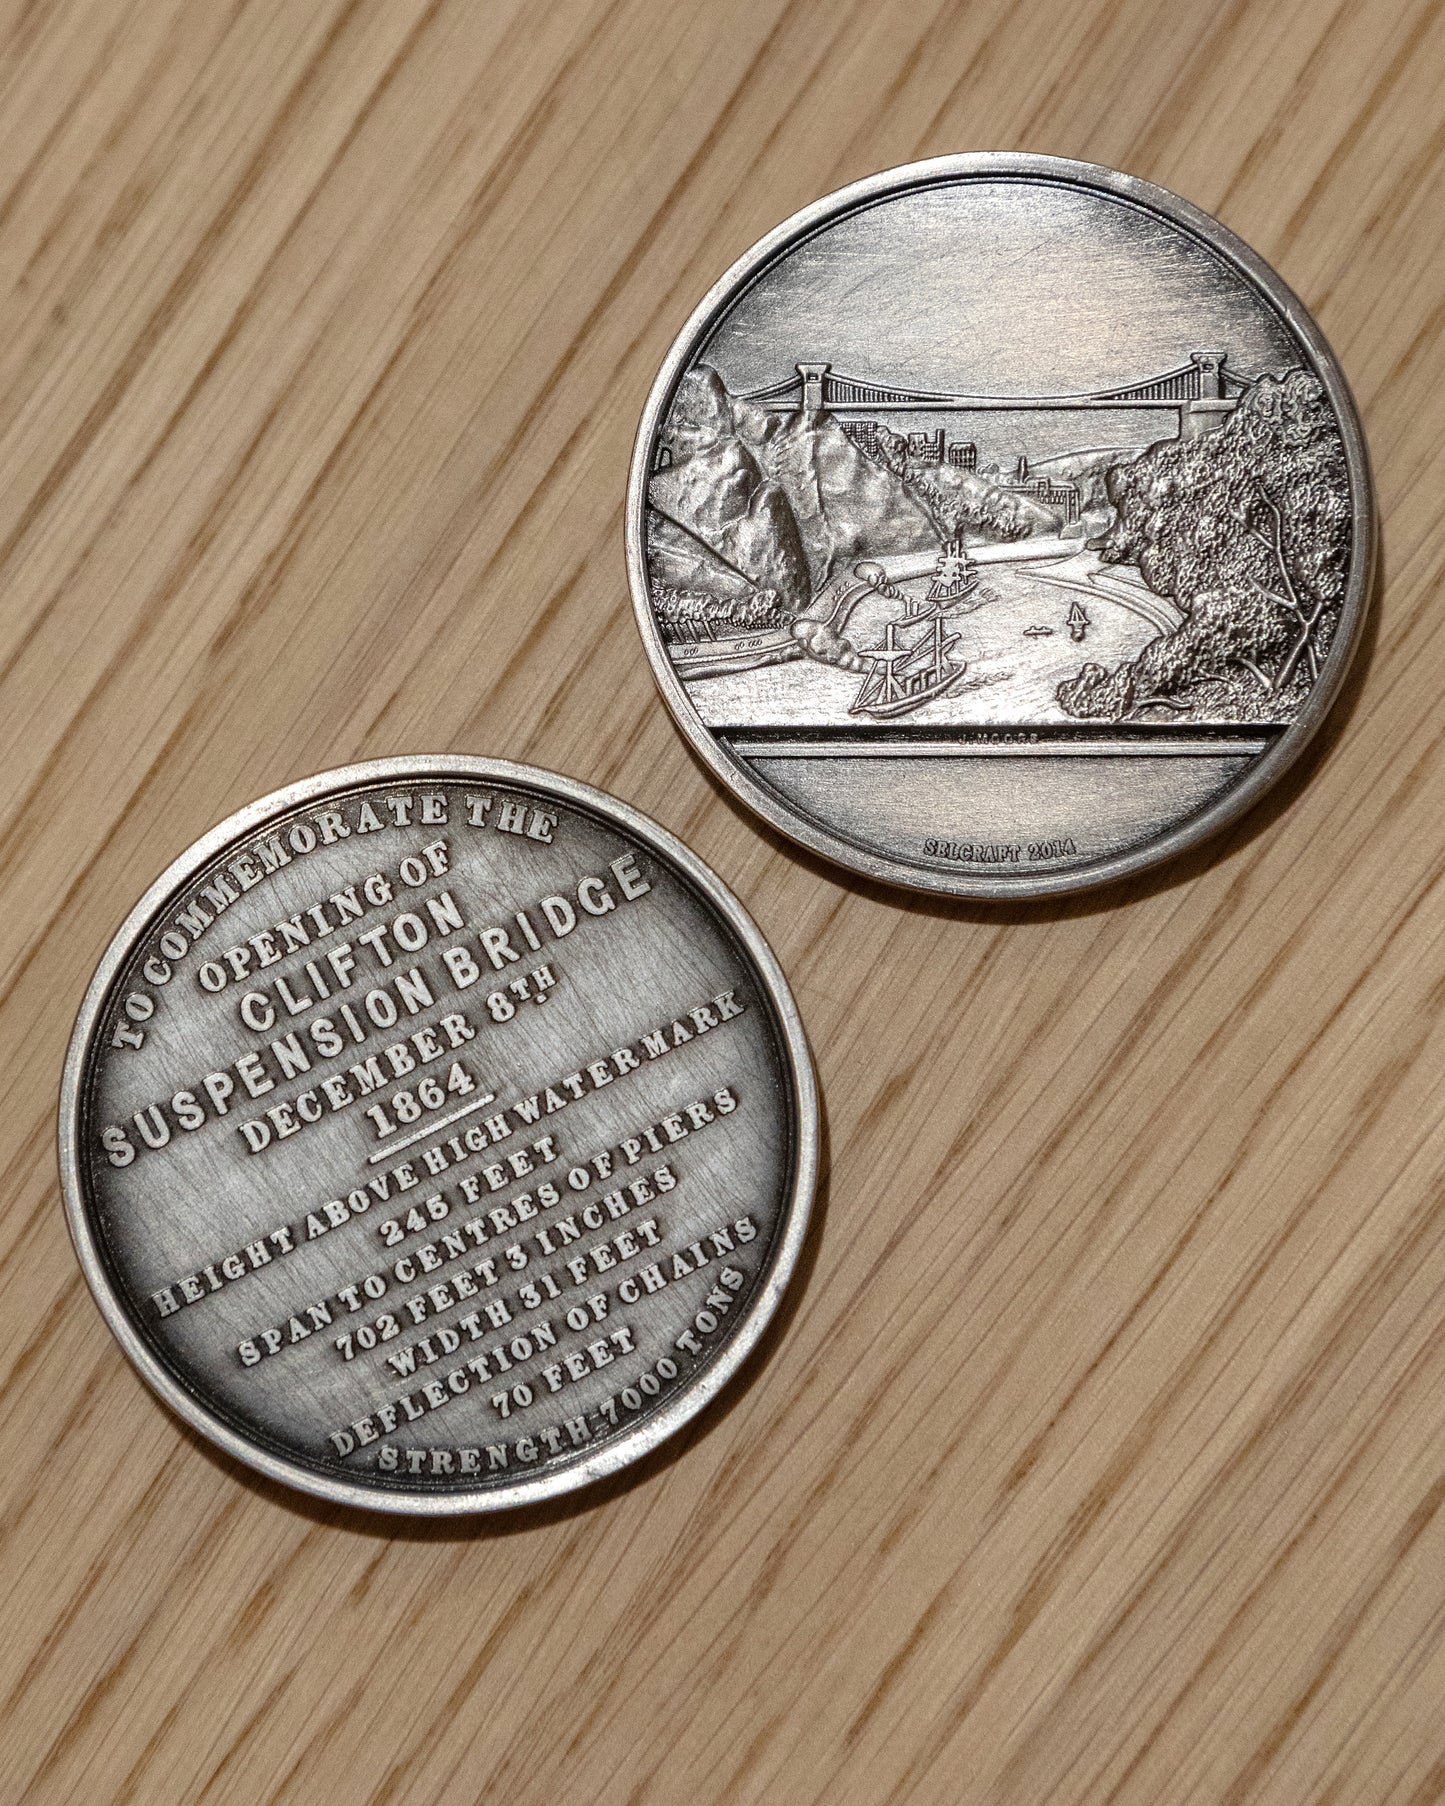 TO COMMEMORATE THE
OPENING OF
CLIFTON
SUSPENSION BRIDGE
DECEMBER 8TH
1864
HEIGHT ABOVE HIGH WATER MARK
245 FEET
SPAN TO CENTRES OF PIERS
702 FEET 3 INCHES
WIDTH 31 FEET
DEFLECTION OF CHAINS
70 FEET
STRENGTH-7000 TONS
J.MOORS
SELCRAFT 2014